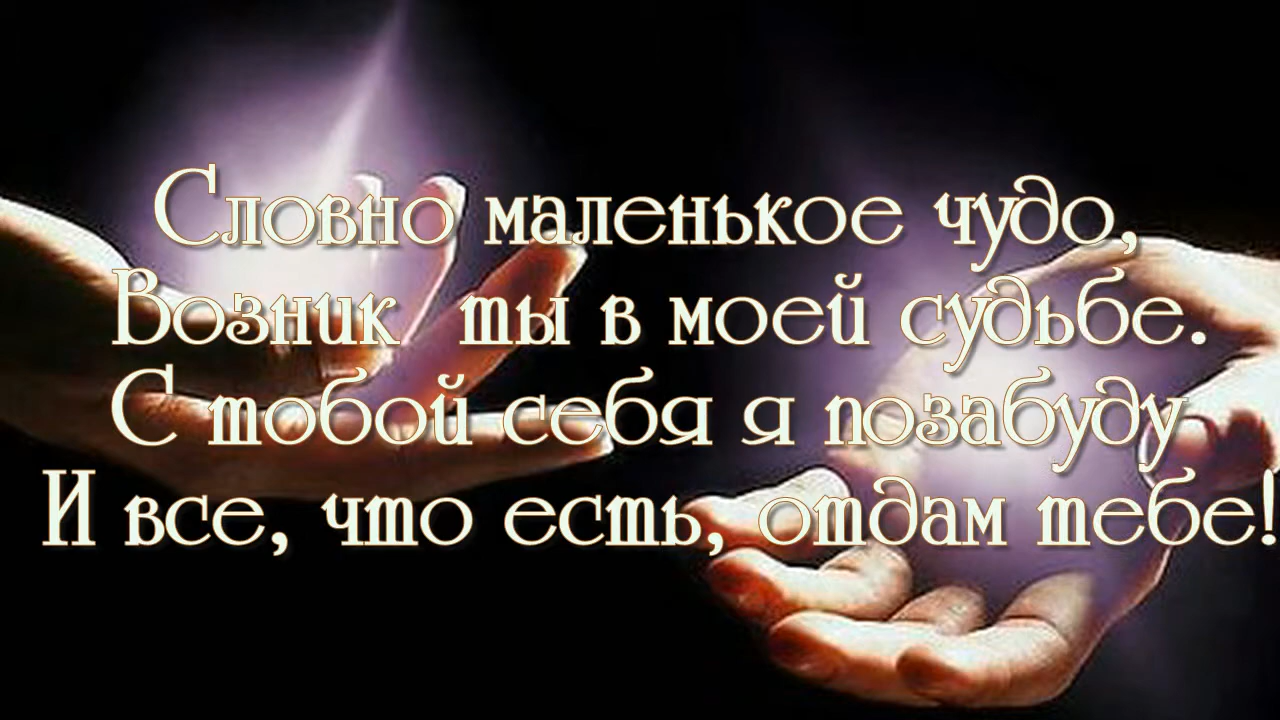 Словно маленькое чудо,
Возник ты в моей судьбе.
С тобой себя я позабуду
И все, что есть, отдам тебе!